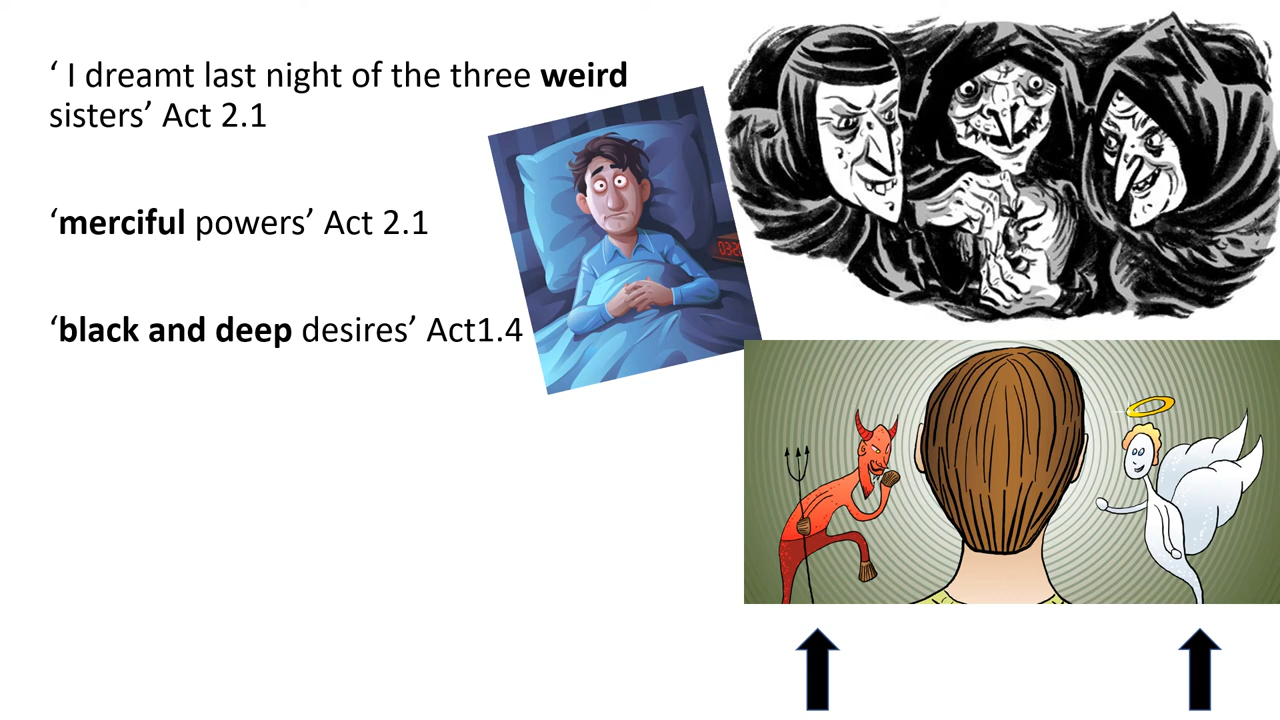 ‘ I dreamt last night of the three weird
sisters’ Act 2.1
‘merciful powers’ Act 2.1
‘black and deep desires’ Act1.4